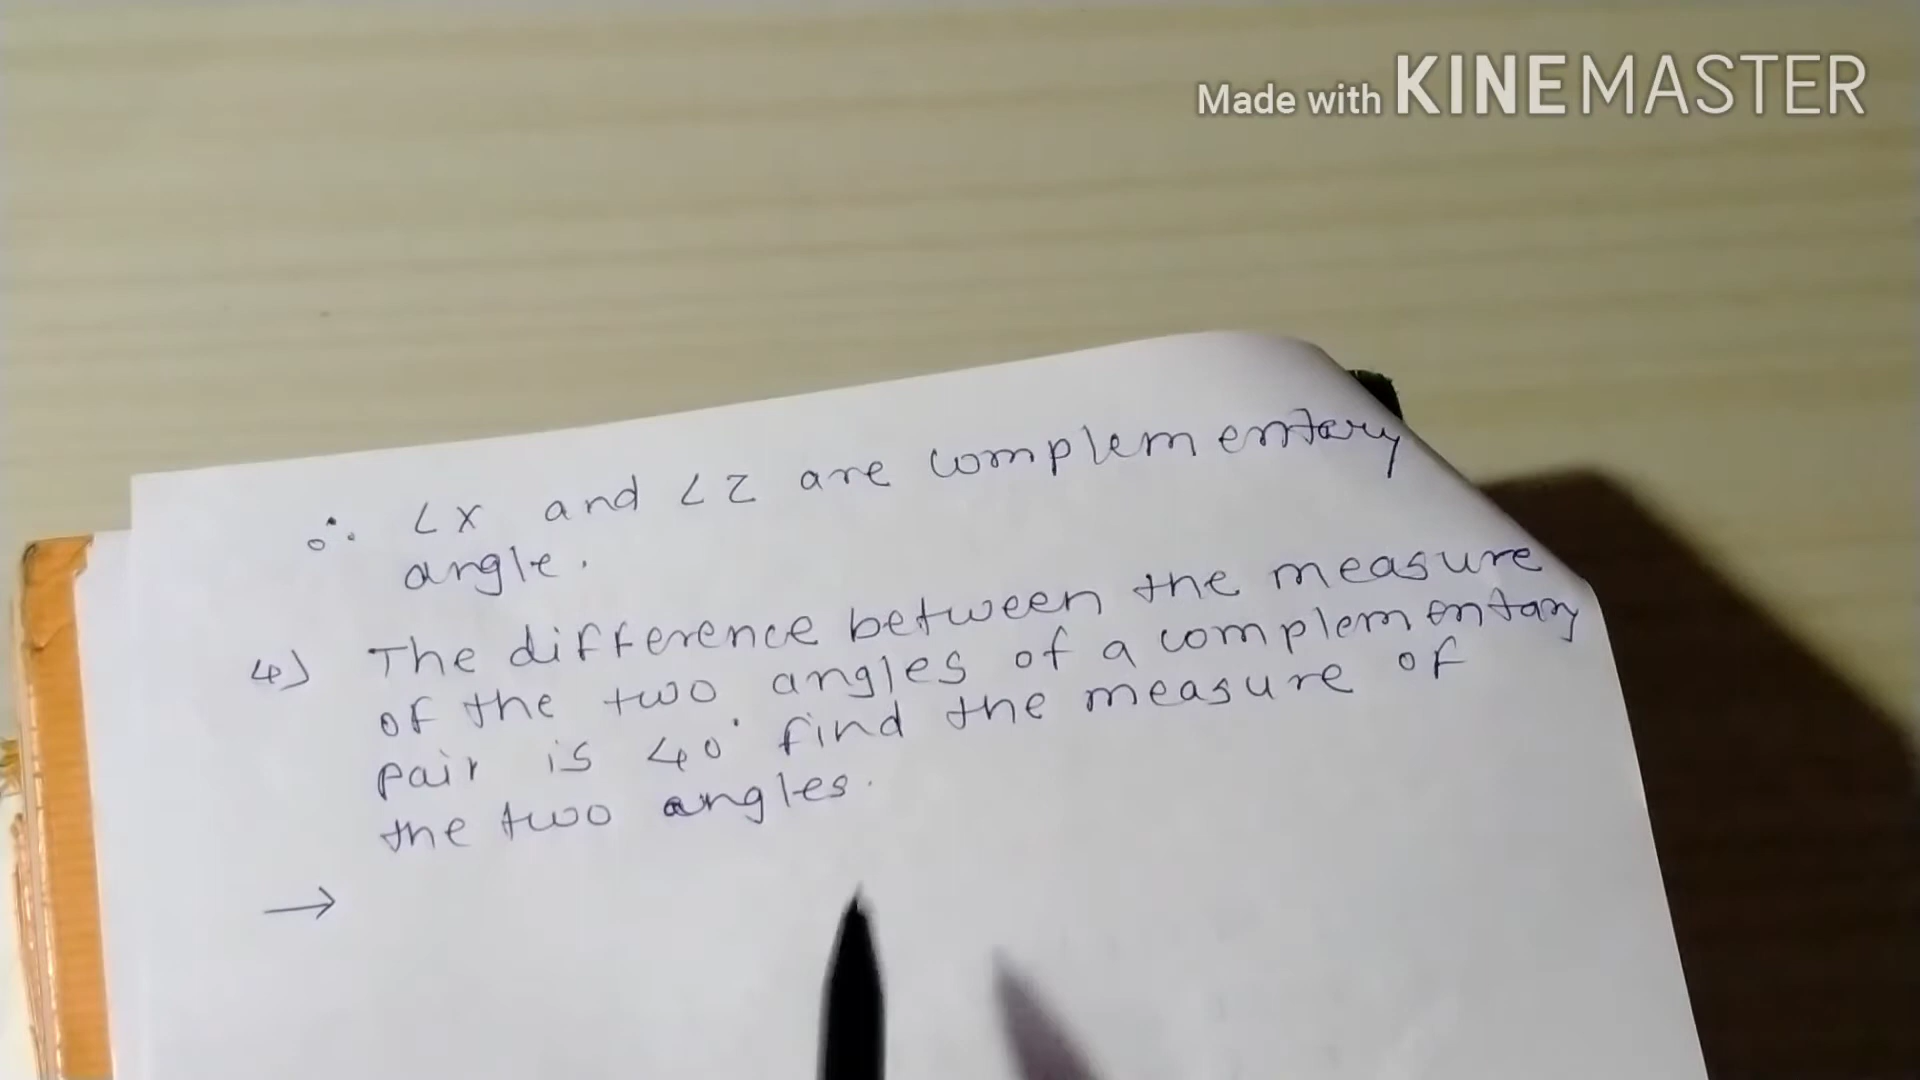 Made with KINEMASTER
∴ ∠X and ∠Z are complementary
angle.
4) The difference between the measure
of the two angles of a complementary
pair is 40° find the measure of
the two angles.
→